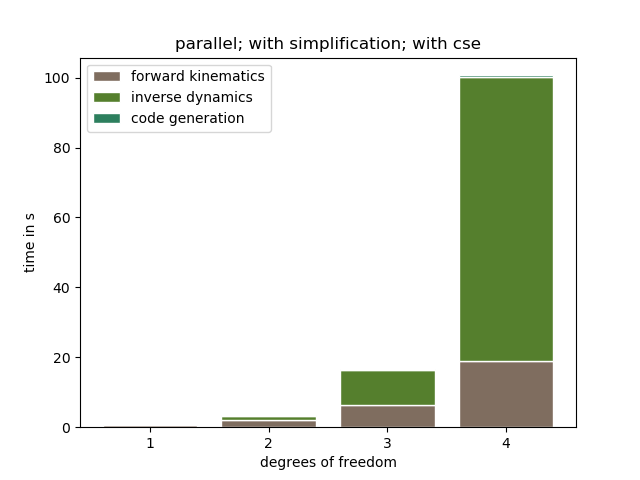 parallel; with simplification; with cse
forward kinematics
inverse dynamics
code generation
100
80
60
40
20
0
time in s
1 2 3 4
degrees of freedom